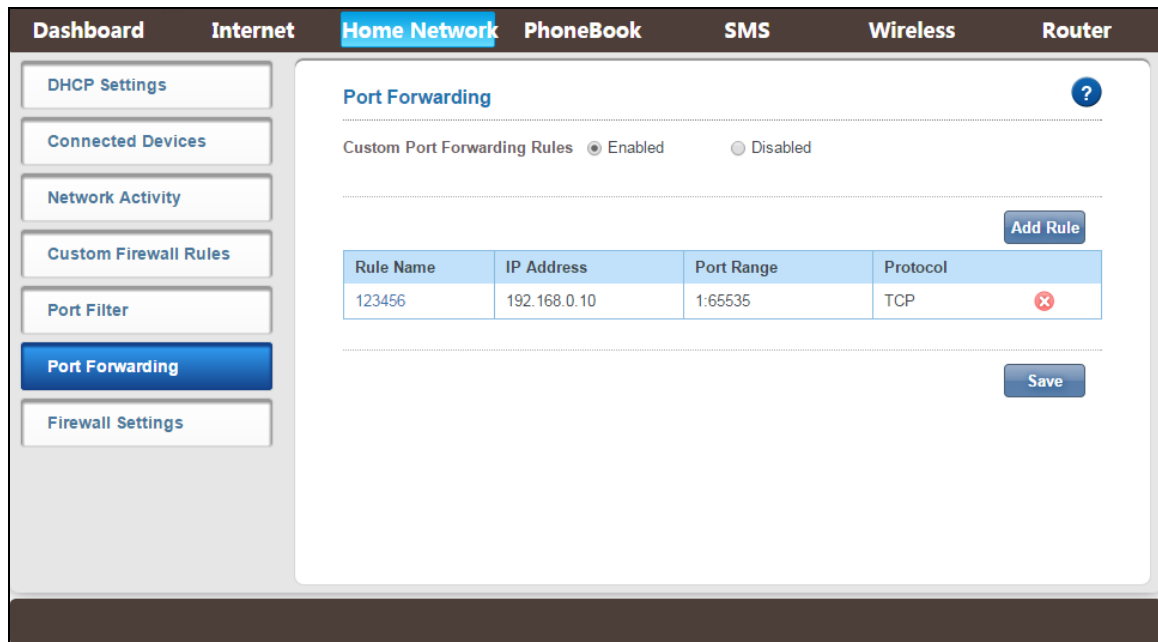 Dashboard Internet Home Network PhoneBook SMS Wireless Router
DHCP Settings
Connected Devices
Network Activity
Custom Firewall Rules
Port Filter
Port Forwarding
Firewall Settings
Port Forwarding ?
Custom Port Forwarding Rules Enabled Disabled
Add Rule
Rule Name IP Address Port Range Protocol
123456 192.168.0.10 1:65535 TCP
Save